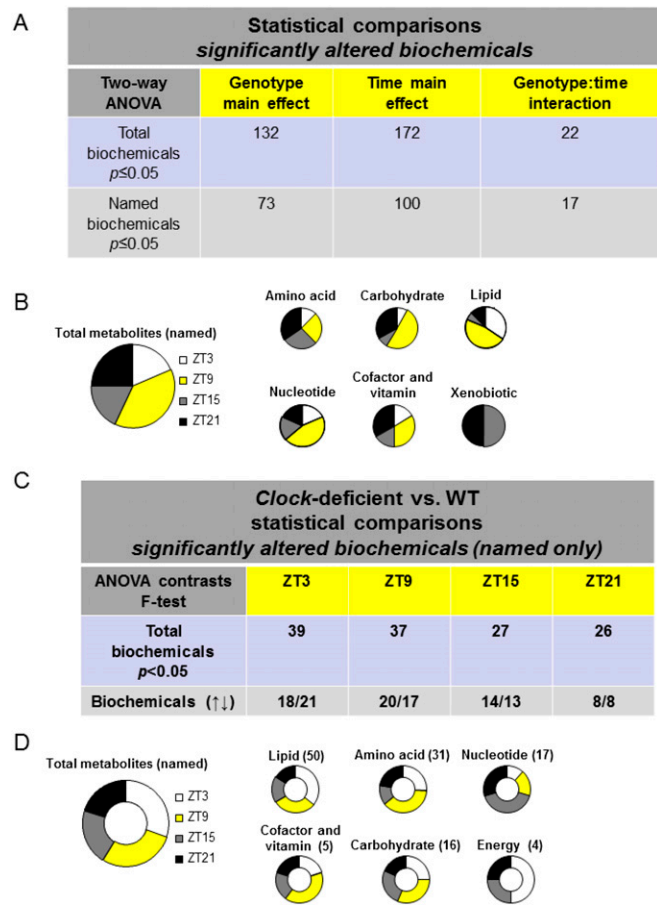 A
Statistical comparisons
significantly altered biochemicals
Two-way
ANOVA
Genotype
main effect
Time main
effect
Genotype:time
interaction
Total
biochemicals
p≤0.05
132
172
22
Named
biochemicals
p≤0.05
73
100
17
B
Total metabolites (named)
ZT3
ZT9
ZT15
ZT21
Amino acid
Carbohydrate
Lipid
Nucleotide
Cofactor and
vitamin
Xenobiotic
C
Clock-deficient vs. WT
statistical comparisons
significantly altered biochemicals (named only)
ANOVA contrasts
F-test
ZT3
ZT9
ZT15
ZT21
Total
biochemicals
p<0.05
39
37
27
26
Biochemicals (↑↓)
18/21
20/17
14/13
8/8
D
Total metabolites (named)
ZT3
ZT9
ZT15
ZT21
Lipid (50)
Amino acid (31)
Nucleotide (17)
Cofactor and
vitamin (5)
Carbohydrate (16)
Energy (4)